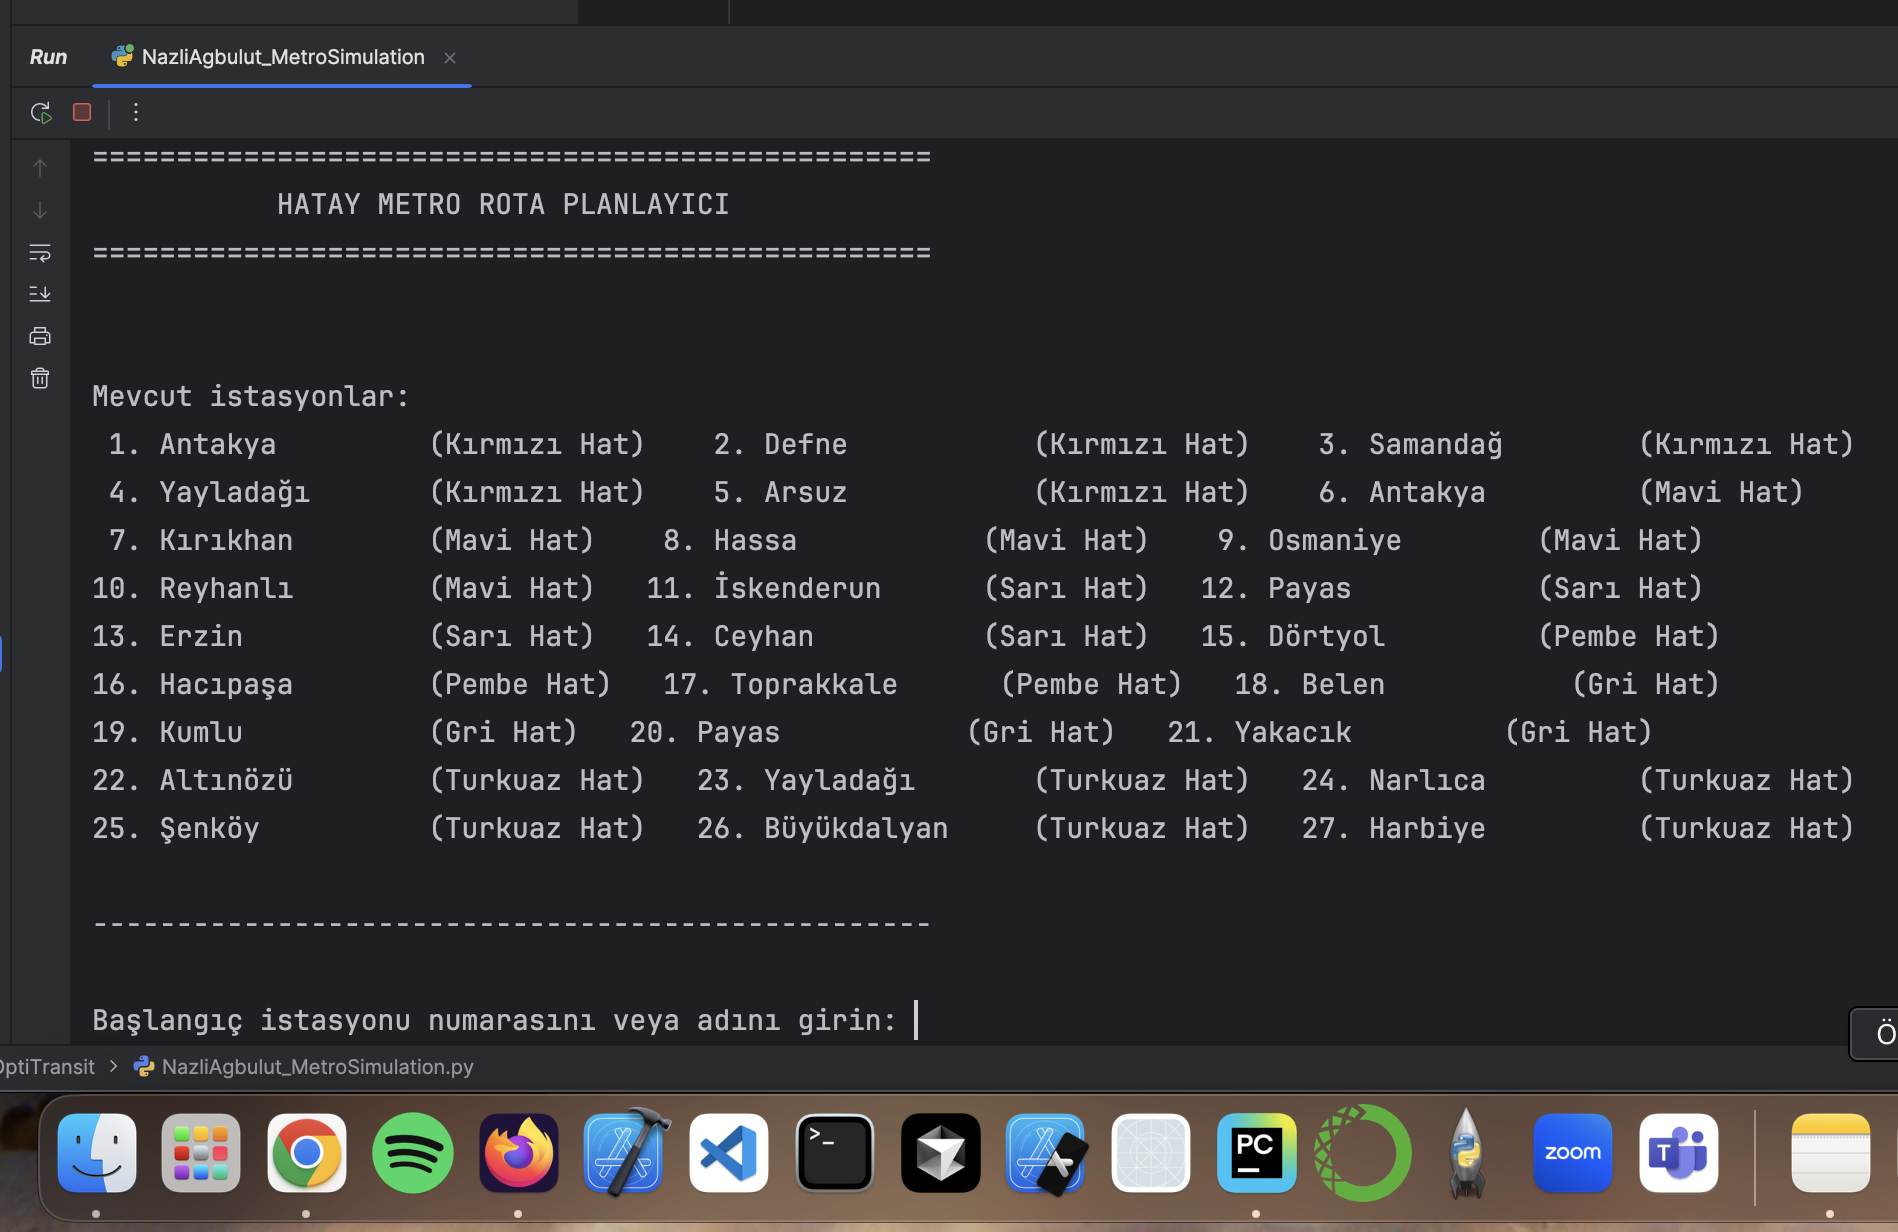 Run NazliAgbulut_MetroSimulation
==================================================
HATAY METRO ROTA PLANLAYICI
==================================================
Mevcut istasyonlar:
1. Antakya (Kırmızı Hat) 2. Defne (Kırmızı Hat) 3. Samandağ (Kırmızı Hat)
4. Yayladağı (Kırmızı Hat) 5. Arsuz (Kırmızı Hat) 6. Antakya (Mavi Hat)
7. Kırıkhan (Mavi Hat) 8. Hassa (Mavi Hat) 9. Osmaniye (Mavi Hat)
10. Reyhanlı (Mavi Hat) 11. İskenderun (Sarı Hat) 12. Payas (Sarı Hat)
13. Erzin (Sarı Hat) 14. Ceyhan (Sarı Hat) 15. Dörtyol (Pembe Hat)
16. Hacıpaşa (Pembe Hat) 17. Toprakkale (Pembe Hat) 18. Belen (Gri Hat)
19. Kumlu (Gri Hat) 20. Payas (Gri Hat) 21. Yakacık (Gri Hat)
22. Altınözü (Turkuaz Hat) 23. Yayladağı (Turkuaz Hat) 24. Narlıca (Turkuaz Hat)
25. Şenköy (Turkuaz Hat) 26. Büyükdalyan (Turkuaz Hat) 27. Harbiye (Turkuaz Hat)
--------------------------------------------------
Başlangıç istasyonu numarasını veya adını girin:
Ö
OptiTransit > NazliAgbulut_MetroSimulation.py
>_ PC zoom T